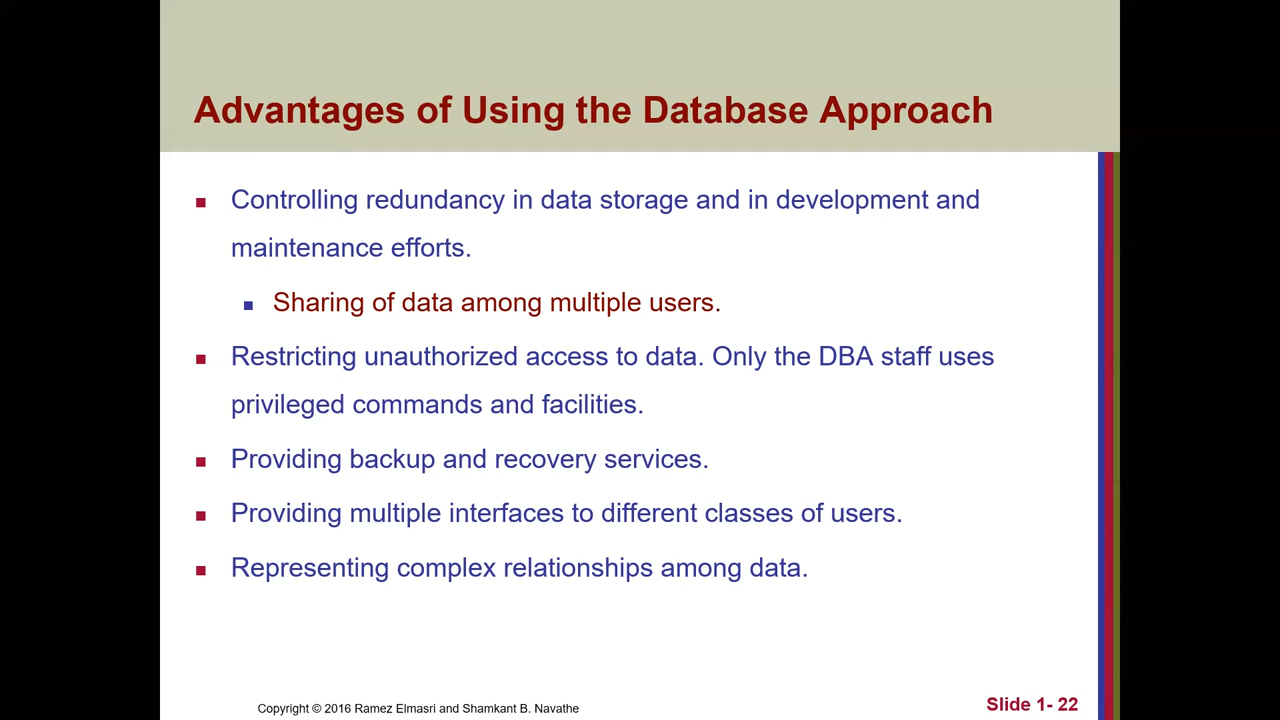 Advantages of Using the Database Approach
Controlling redundancy in data storage and in development and
maintenance efforts.
Sharing of data among multiple users.
Restricting unauthorized access to data. Only the DBA staff uses
privileged commands and facilities.
Providing backup and recovery services.
Providing multiple interfaces to different classes of users.
Representing complex relationships among data.
Copyright © 2016 Ramez Elmasri and Shamkant B. Navathe
Slide 1- 22